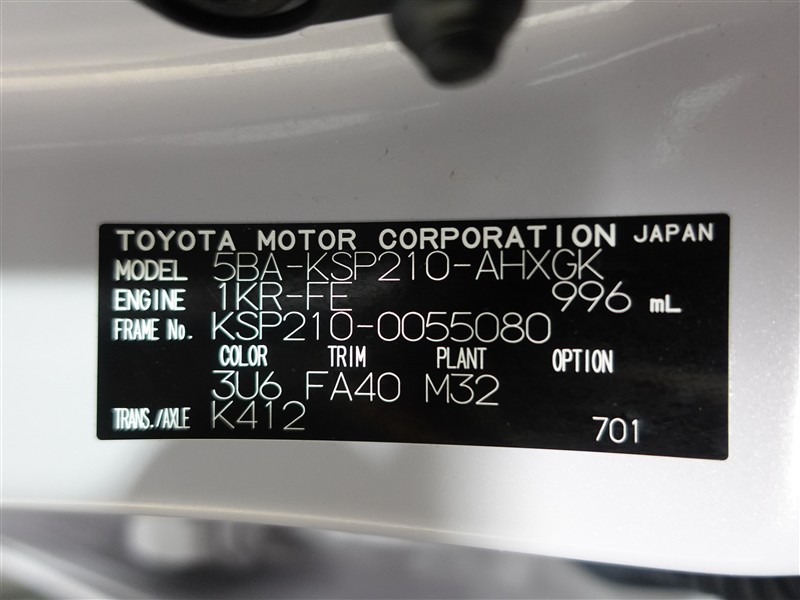 TOYOTA MOTOR CORPORATION JAPAN
MODEL 5BA-KSP210-AHXGK
ENGINE 1KR-FE 996 mL
FRAME No. KSP210-0055080
COLOR TRIM PLANT OPTION
3U6 FA40 M32
TRANS./AXLE K412 701